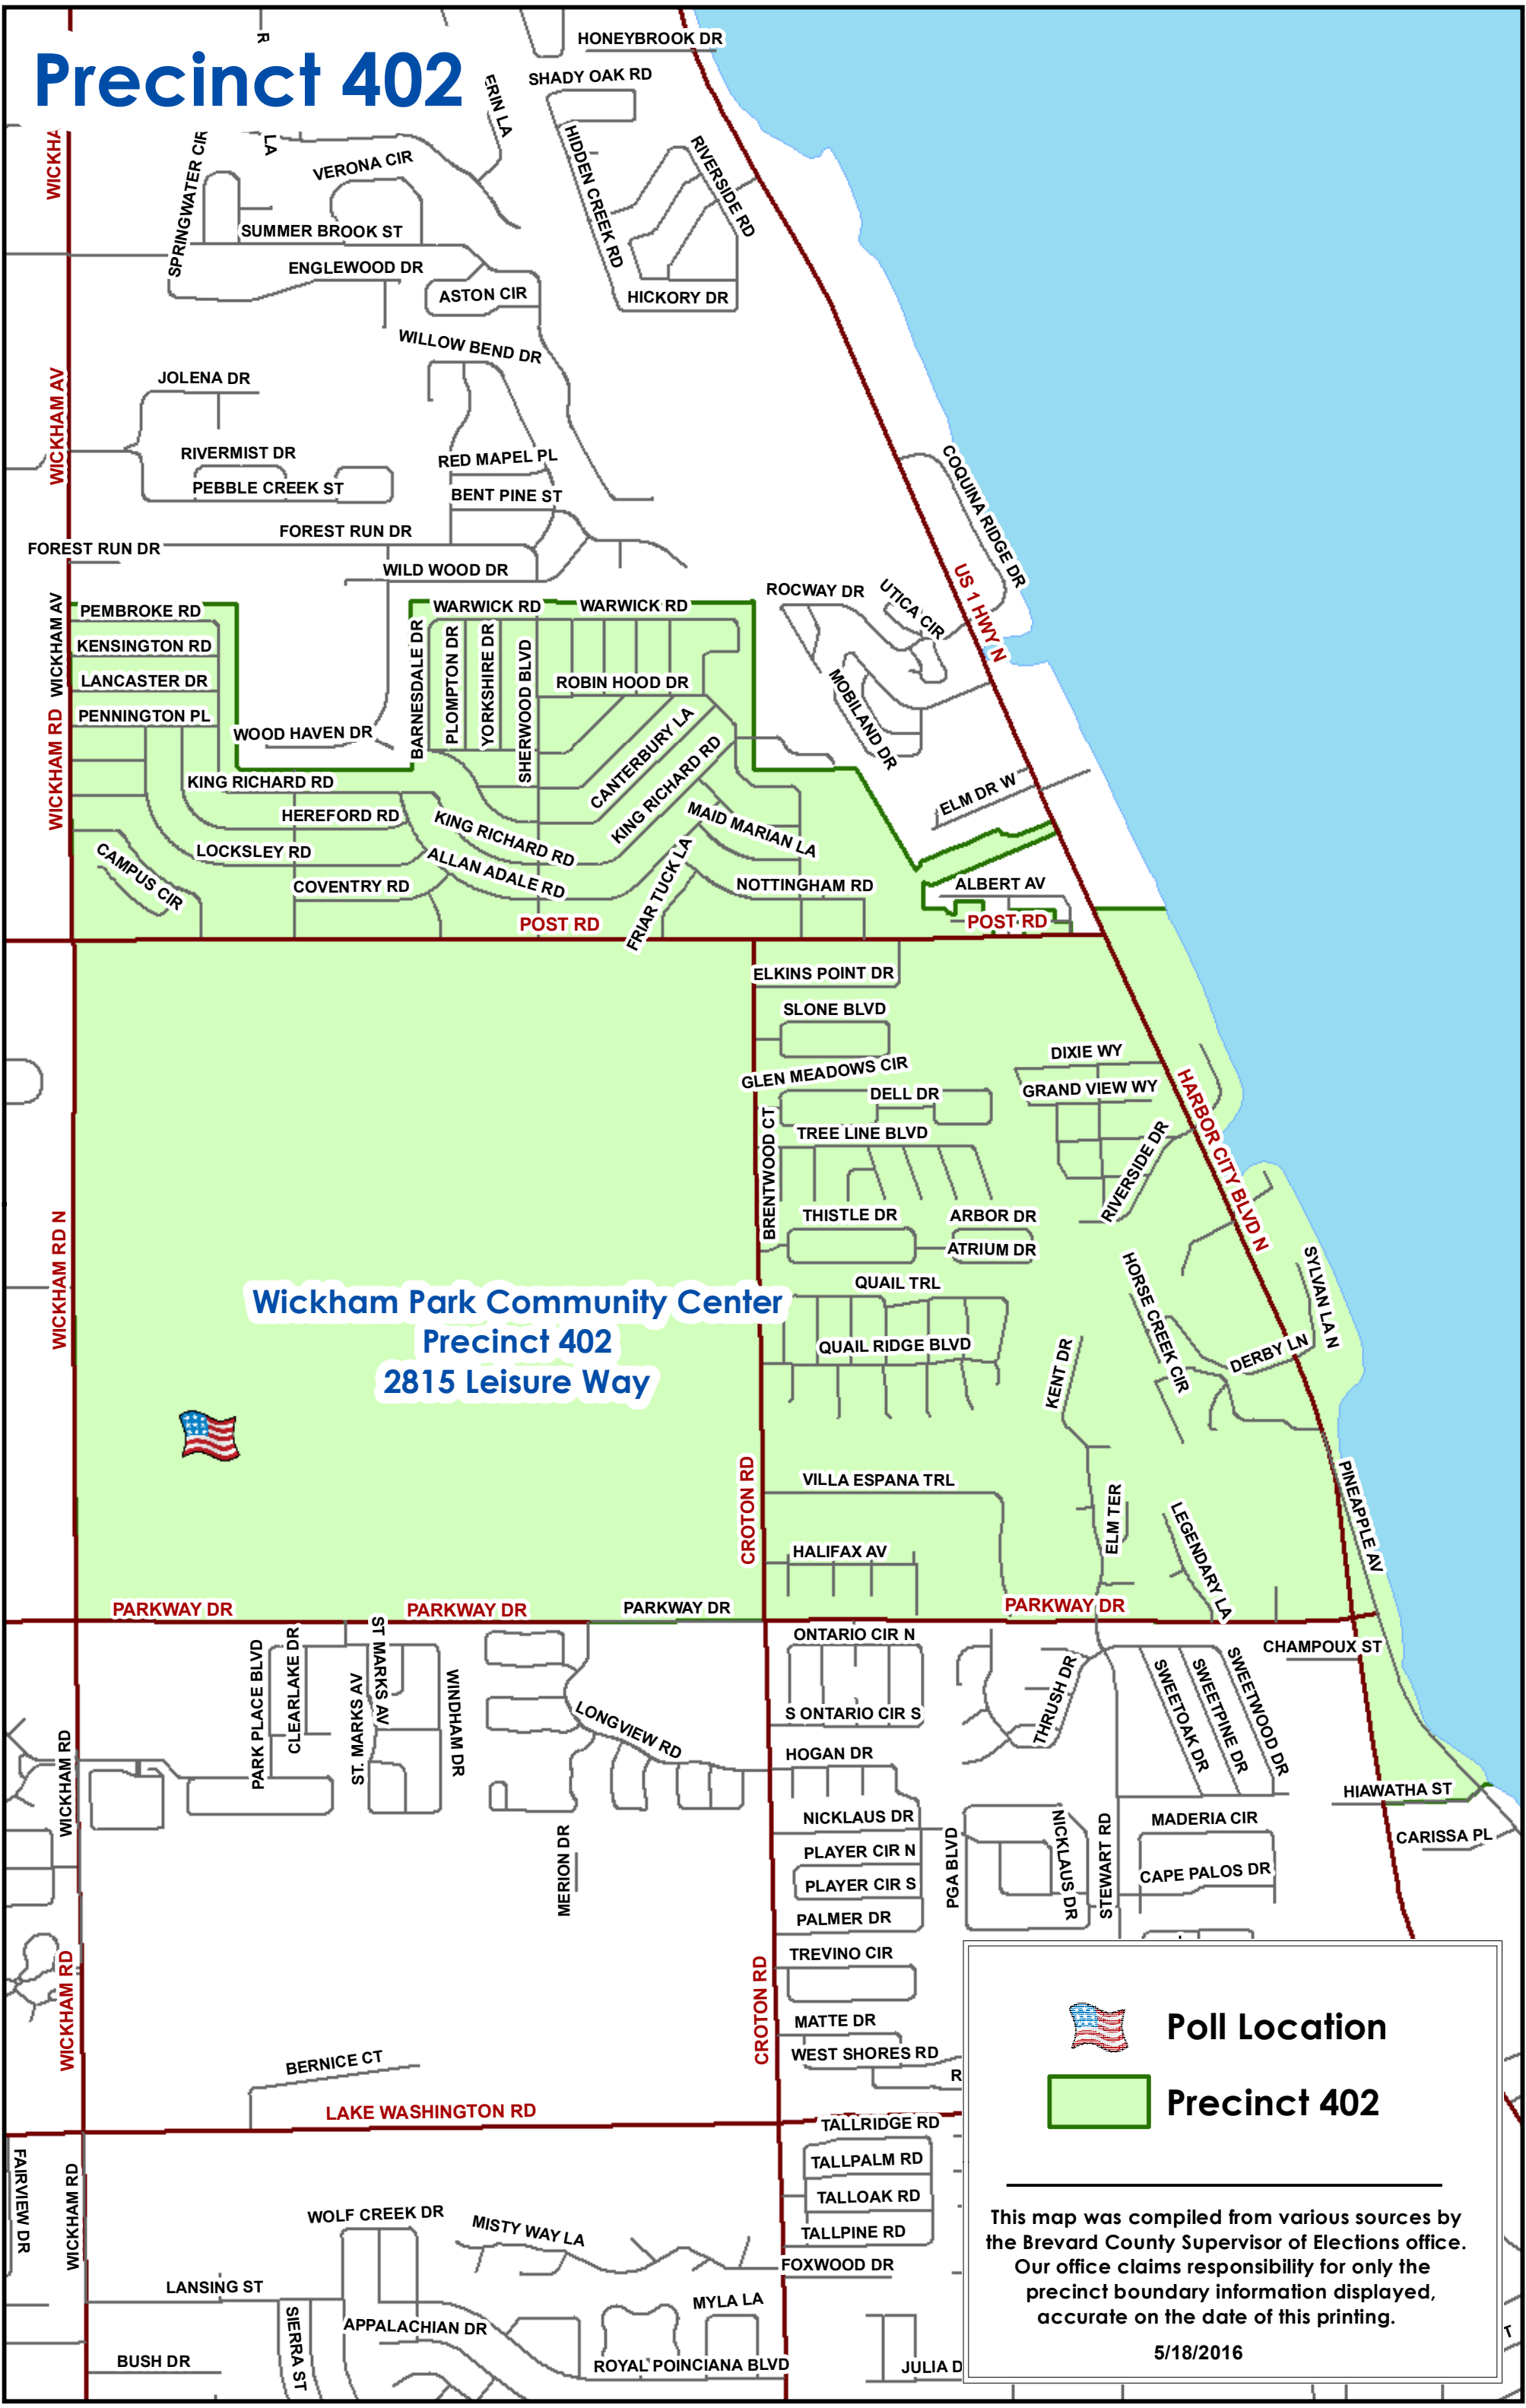 Precinct 402
HONEYBROOK DR
SHADY OAK RD
R
ERIN LA
LA
WICKHA
SPRINGWATER CIR
VERONA CIR
HIDDEN CREEK RD
RIVERSIDE RD
SUMMER BROOK ST
ENGLEWOOD DR
ASTON CIR
HICKORY DR
WILLOW BEND DR
JOLENA DR
WICKHAM AV
RIVERMIST DR
RED MAPEL PL
PEBBLE CREEK ST
BENT PINE ST
COQUINA RIDGE DR
FOREST RUN DR
FOREST RUN DR
WILD WOOD DR
US 1 HWY N
ROCWAY DR
UTICA CIR
WICKHAM AV
PEMBROKE RD
WARWICK RD
WARWICK RD
KENSINGTON RD
LANCASTER DR
PENNINGTON PL
BARNESDALE DR
PLOMPTON DR
YORKSHIRE DR
SHERWOOD BLVD
ROBIN HOOD DR
MOBILAND DR
WICKHAM RD
WOOD HAVEN DR
CANTERBURY LA
KING RICHARD RD
KING RICHARD RD
ELM DR W
HEREFORD RD
KING RICHARD RD
MAID MARIAN LA
LOCKSLEY RD
CAMPUS CIR
ALLAN ADALE RD
COVENTRY RD
FRIAR TUCK LA
NOTTINGHAM RD
ALBERT AV
POST RD
POST RD
ELKINS POINT DR
SLONE BLVD
DIXIE WY
GLEN MEADOWS CIR
DELL DR
GRAND VIEW WY
HARBOR CITY BLVD N
BRENTWOOD CT
TREE LINE BLVD
RIVERSIDE DR
THISTLE DR
ARBOR DR
ATRIUM DR
WICKHAM RD N
HORSE CREEK CIR
SYLVAN LA N
QUAIL TRL
Wickham Park Community Center
Precinct 402
2815 Leisure Way
QUAIL RIDGE BLVD
KENT DR
DERBY LN
CROTON RD
VILLA ESPANA TRL
PINEAPPLE AV
ELM TER
LEGENDARY LA
HALIFAX AV
PARKWAY DR
PARKWAY DR
PARKWAY DR
PARKWAY DR
ONTARIO CIR N
CHAMPOUX ST
PARK PLACE BLVD
CLEARLAKE DR
ST MARKS AV
ST. MARKS AV
WINDHAM DR
LONGVIEW RD
S ONTARIO CIR S
THRUSH DR
SWEETOAK DR
SWEETPINE DR
SWEETWOOD DR
WICKHAM RD
HOGAN DR
HIAWATHA ST
NICKLAUS DR
MADERIA CIR
CARISSA PL
MERION DR
PLAYER CIR N
PLAYER CIR S
PGA BLVD
NICKLAUS DR
STEWART RD
CAPE PALOS DR
PALMER DR
TREVINO CIR
WICKHAM RD
CROTON RD
MATTE DR
WEST SHORES RD
R
BERNICE CT
LAKE WASHINGTON RD
TALLRIDGE RD
TALLPALM RD
TALLOAK RD
TALLPINE RD
FAIRVIEW DR
WICKHAM RD
WOLF CREEK DR
MISTY WAY LA
FOXWOOD DR
LANSING ST
MYLA LA
SIERRA ST
APPALACHIAN DR
BUSH DR
ROYAL POINCIANA BLVD
JULIA D
T
Poll Location
Precinct 402
This map was compiled from various sources by
the Brevard County Supervisor of Elections office.
Our office claims responsibility for only the
precinct boundary information displayed,
accurate on the date of this printing.
5/18/2016